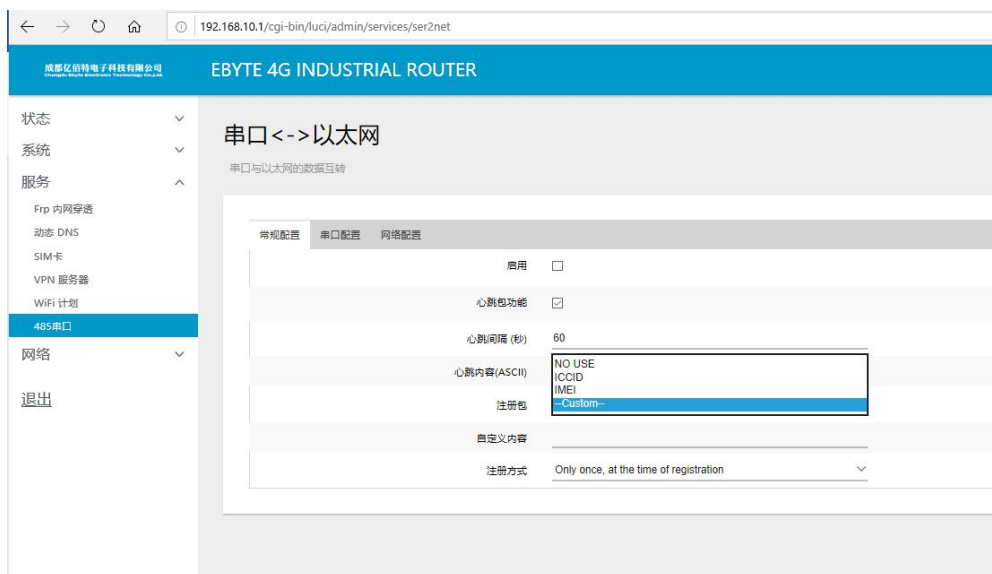 192.168.10.1/cgi-bin/luci/admin/services/ser2net
成都亿佰特电子科技有限公司
Chengdu Ebyte Electronic Technology Co.,Ltd.
EBYTE 4G INDUSTRIAL ROUTER
状态
系统
服务
Frp 内网穿透
动态 DNS
SIM卡
VPN 服务器
WiFi 计划
485串口
网络
退出
串口<->以太网
串口与以太网的数据互转
常规配置 串口配置 网络配置
启用
心跳包功能
心跳间隔 (秒) 60
心跳内容(ASCII)
NO USE
ICCID
IMEI
--Custom--
注册包
自定义内容
注册方式 Only once, at the time of registration